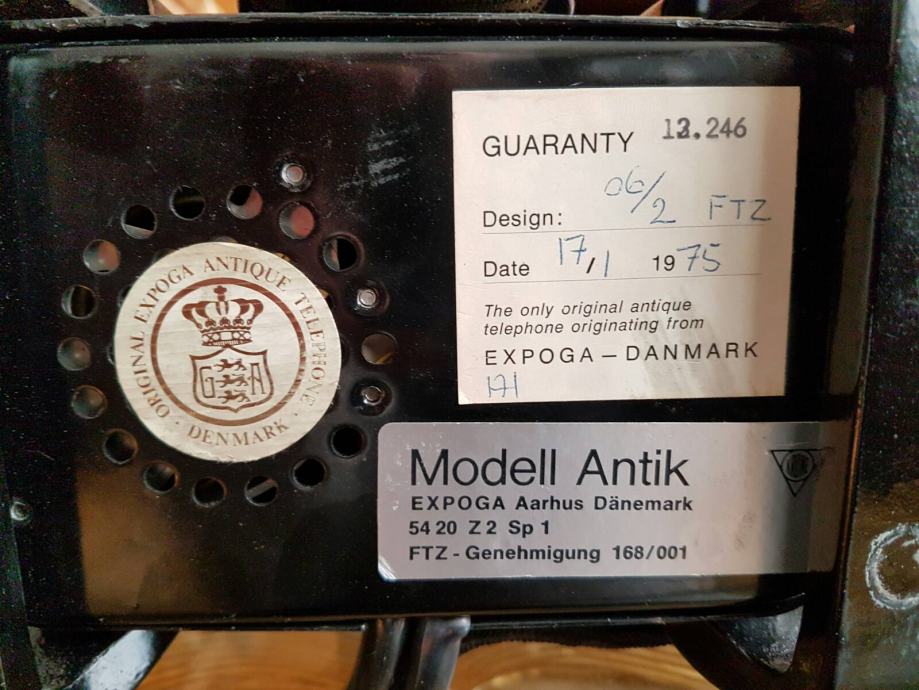 ORIGINAL EXPOGA ANTIQUE TELEPHONE
· DENMARK ·
G A
GUARANTY 12.246
Design: 06/2 FTZ
Date 17/1 1975
The only original antique
telephone originating from
EXPOGA – DANMARK
171
Modell Antik
EXPOGA Aarhus Dänemark
54 20 Z 2 Sp 1
FTZ - Genehmigung 168/001